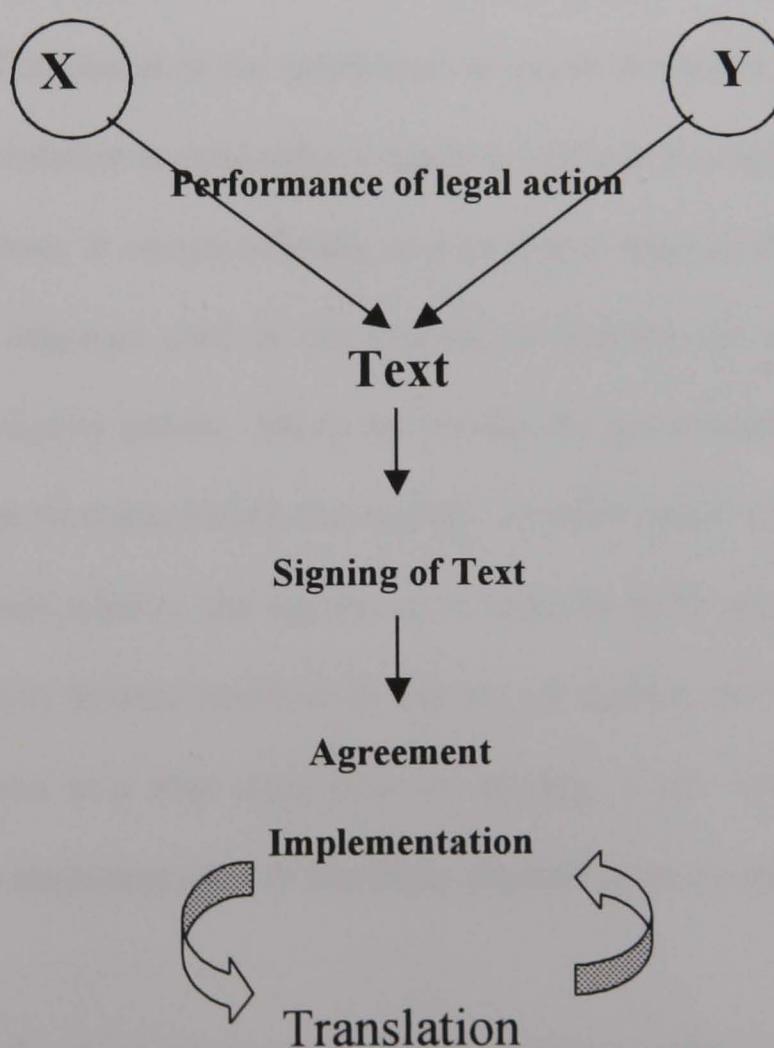 X Y
Performance of legal action
Text
Signing of Text
Agreement
Implementation
Translation